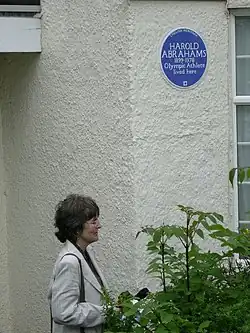 HAROLD
ABRAHAMS
1899-1978
Olympic Athlete
lived here